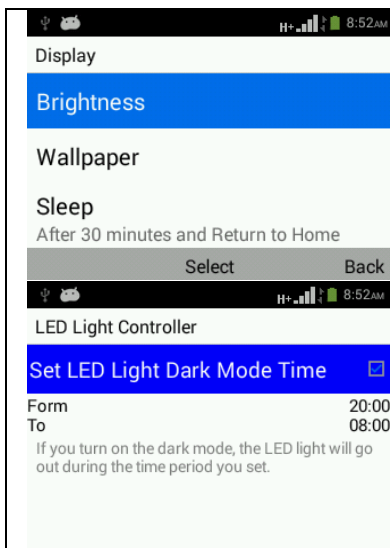 H+ 8:52AM
Display
Brightness
Wallpaper
Sleep
After 30 minutes and Return to Home
Select Back
H+ 8:52AM
LED Light Controller
Set LED Light Dark Mode Time
Form 20:00
To 08:00
If you turn on the dark mode, the LED light will go
out during the time period you set.